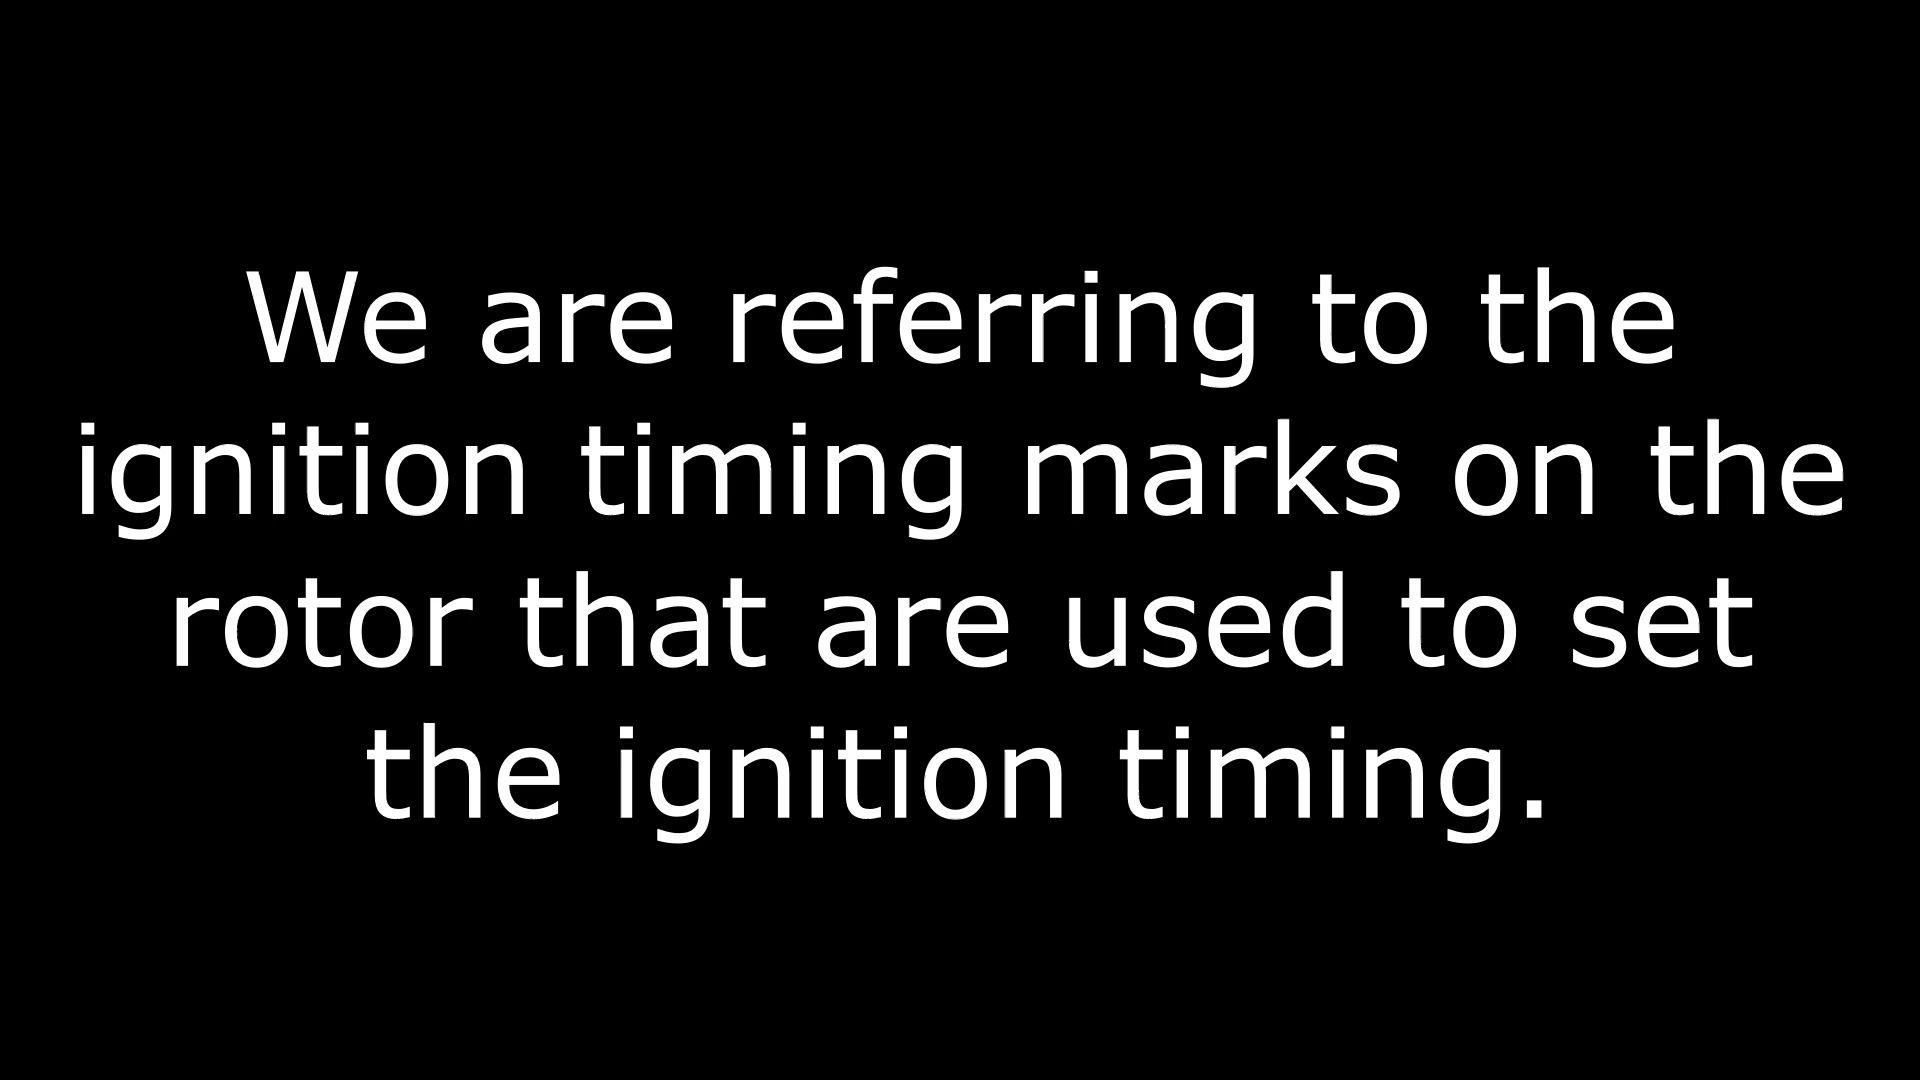 We are referring to the
ignition timing marks on the
rotor that are used to set
the ignition timing.